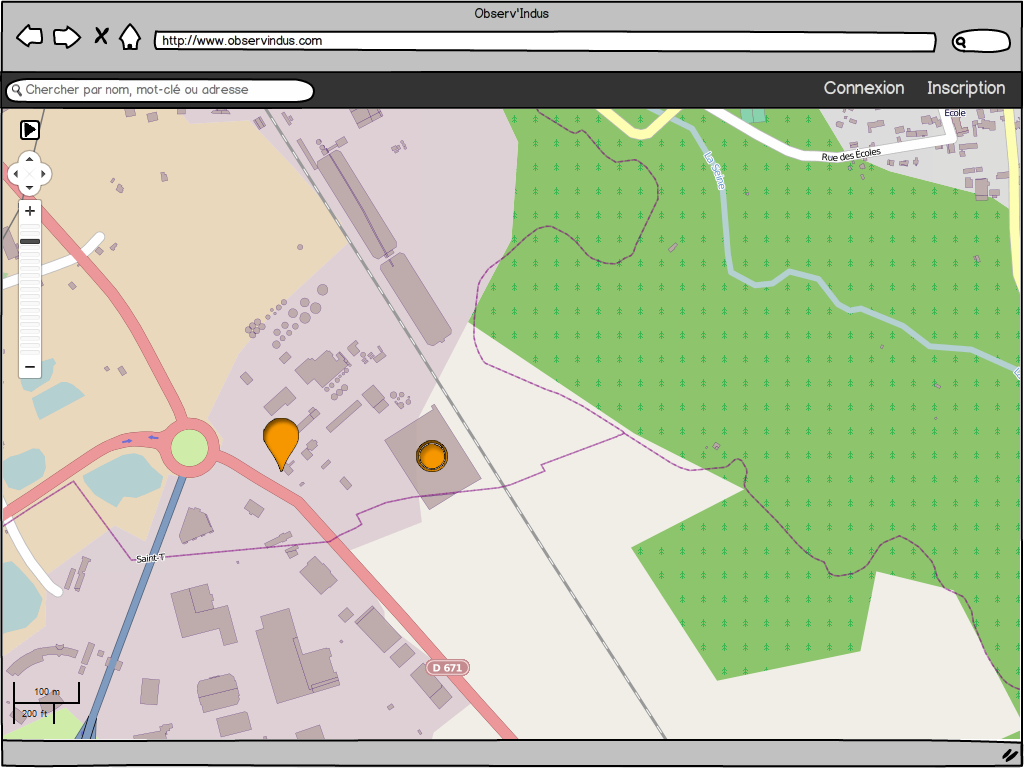 Observ'Indus
http://www.observindus.com
Chercher par nom, mot-clé ou adresse
Connexion
Inscription
École
Rue des Écoles
La Seine
Saint-T
D 671
100 m
200 ft